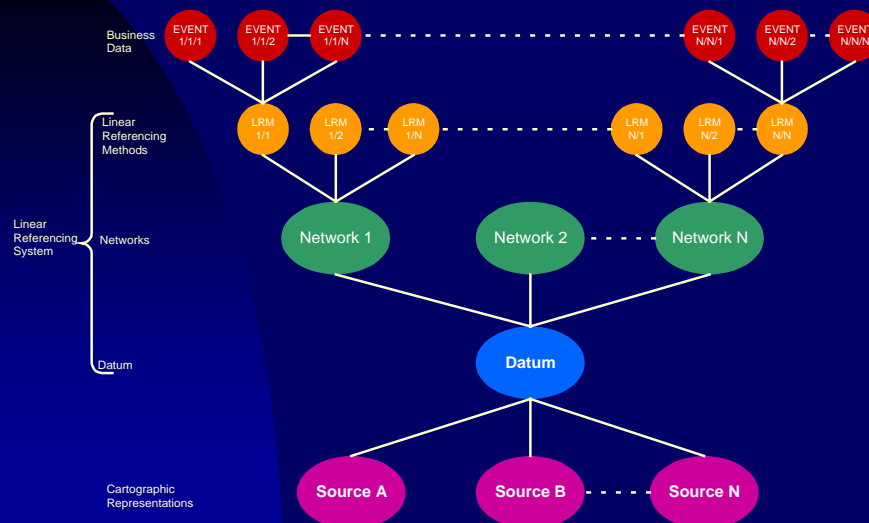 Business
Data
EVENT
1/1/1
EVENT
1/1/2
EVENT
1/1/N
EVENT
N/N/1
EVENT
N/N/2
EVENT
N/N/N
Linear
Referencing
Methods
LRM
1/1
LRM
1/2
LRM
1/N
LRM
N/1
LRM
N/2
LRM
N/N
Linear
Referencing
System
Networks
Network 1
Network 2
Network N
Datum
Datum
Cartographic
Representations
Source A
Source B
Source N